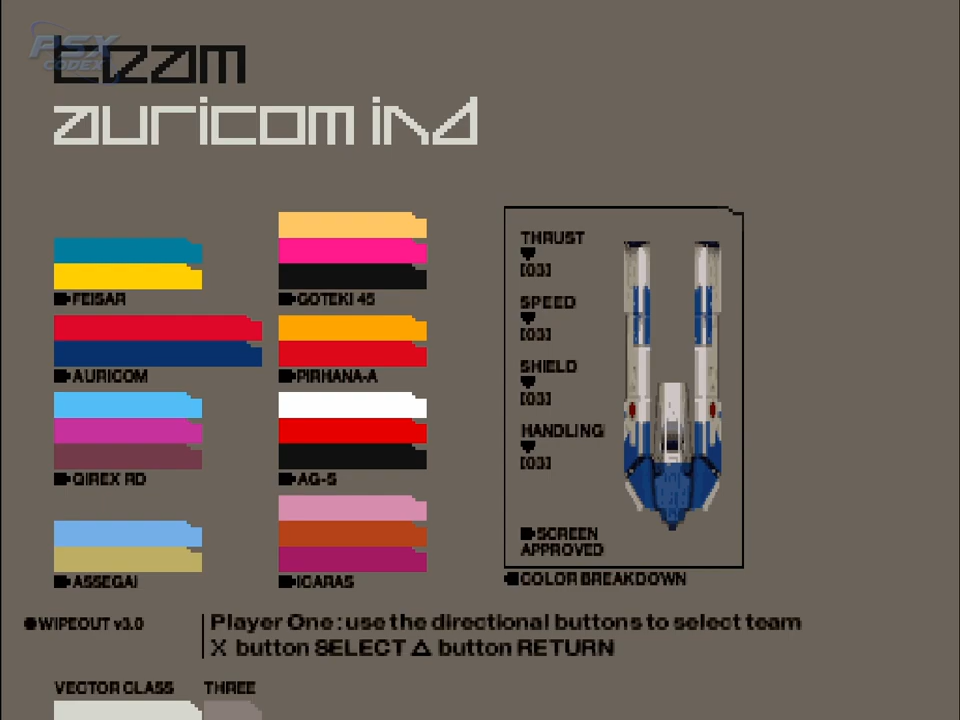 PSX
CODEX
team
auricom ind
FEISAR
GOTEKI 45
AURICOM
PIRHANA-A
QIREX RD
AG-S
ASSEGAI
ICARAS
THRUST
[03]
SPEED
[03]
SHIELD
[03]
HANDLING
[03]
SCREEN
APPROVED
COLOR BREAKDOWN
WIPEOUT v3.0
Player One : use the directional buttons to select team
X button SELECT △ button RETURN
VECTOR CLASS THREE